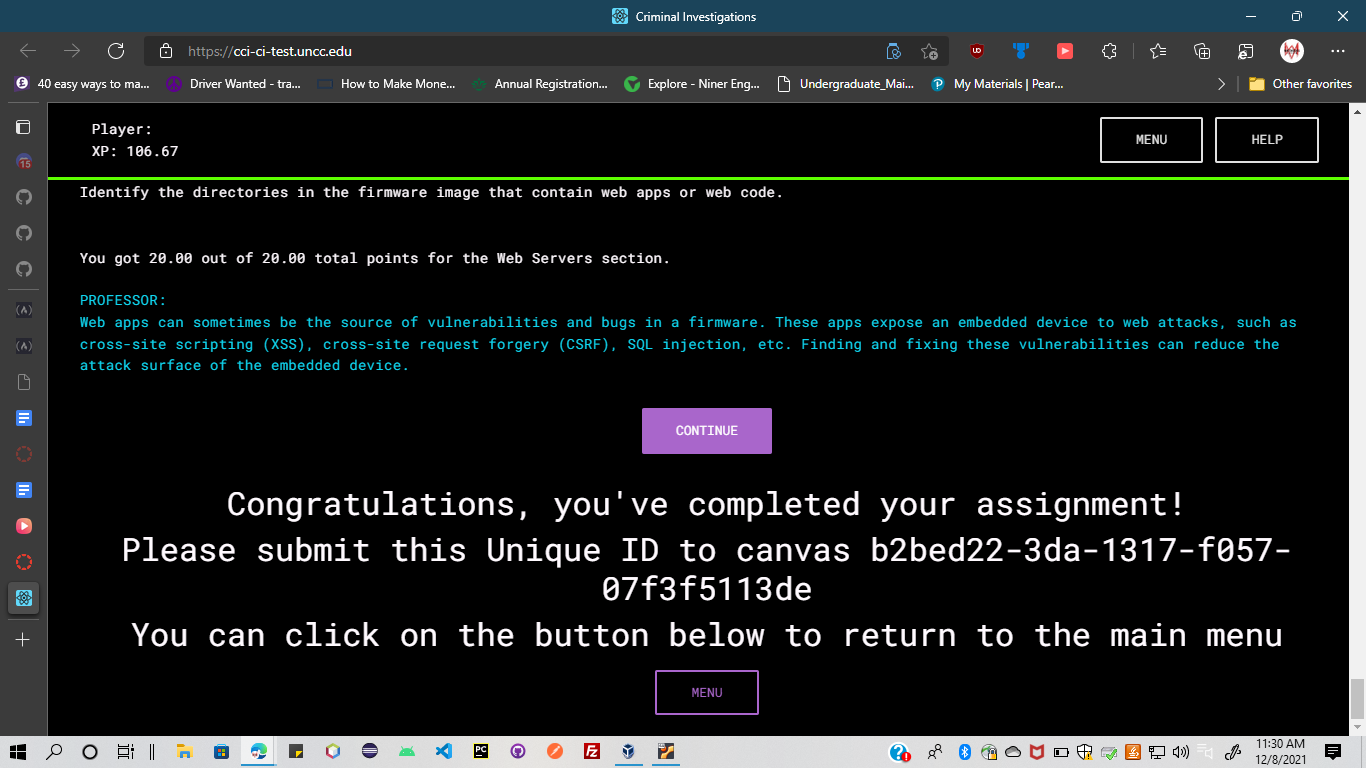 Criminal Investigations
https://cci-ci-test.uncc.edu
40 easy ways to ma...
Driver Wanted - tra...
How to Make Mone...
Annual Registration...
Explore - Niner Eng...
Undergraduate_Mai...
My Materials | Pear...
Other favorites
Player:
XP: 106.67
MENU
HELP
Identify the directories in the firmware image that contain web apps or web code.
You got 20.00 out of 20.00 total points for the Web Servers section.
PROFESSOR:
Web apps can sometimes be the source of vulnerabilities and bugs in a firmware. These apps expose an embedded device to web attacks, such as
cross-site scripting (XSS), cross-site request forgery (CSRF), SQL injection, etc. Finding and fixing these vulnerabilities can reduce the
attack surface of the embedded device.
CONTINUE
Congratulations, you've completed your assignment!
Please submit this Unique ID to canvas b2bed22-3da-1317-f057-
07f3f5113de
You can click on the button below to return to the main menu
MENU
15
UD
PC
FZ
11:30 AM
12/8/2021